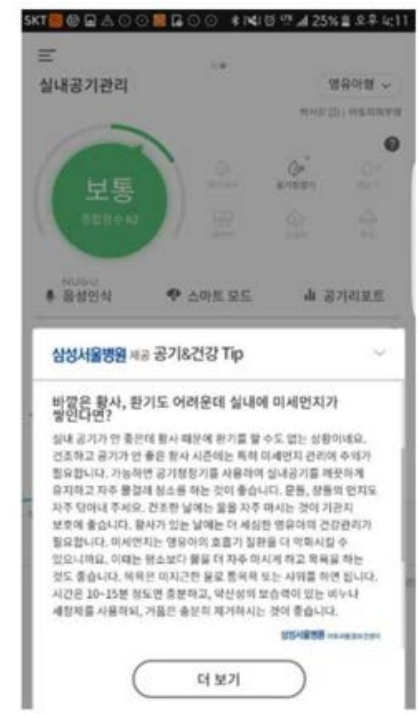 SKT 25% 오후 4:11
실내공기관리
영유아형
보통
공기청정기
NUGU
음성인식
스마트 모드
공기리포트
삼성서울병원 제공 공기&건강 Tip
바깥은 황사, 환기도 어려운데 실내에 미세먼지가
쌓인다면?
실내 공기가 안 좋은데 황사 때문에 환기를 할 수도 없는 상황이네요.
건조하고 공기가 안 좋은 황사 시즌에는 특히 미세먼지 관리에 주의가
필요합니다. 가능하면 공기청정기를 사용하여 실내공기를 깨끗하게
유지하고 자주 물걸레 청소를 하는 것이 좋습니다. 문틀, 창틀의 먼지도
자주 닦아내 주세요. 건조한 날에는 물을 자주 마시는 것이 기관지
보호에 좋습니다. 황사가 있는 날에는 더 세심한 영유아의 건강관리가
필요합니다. 미세먼지는 영유아의 호흡기 질환을 더 악화시킬 수
있으니까요. 이때는 평소보다 물을 더 자주 마시게 하고 목욕을 하는
것도 좋습니다. 목욕은 미지근한 물로 통목욕 또는 샤워를 하면 됩니다.
시간은 10~15분 정도면 충분하고, 약산성의 보습력이 있는 비누나
세정제를 사용하되, 거품은 충분히 제거하시는 것이 좋습니다.
삼성서울병원
더 보기